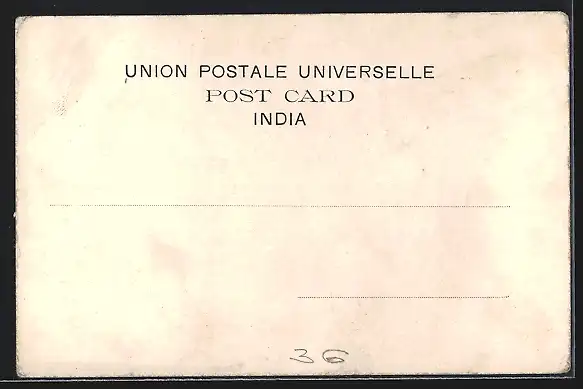 UNION POSTALE UNIVERSELLE
POST CARD
INDIA
36